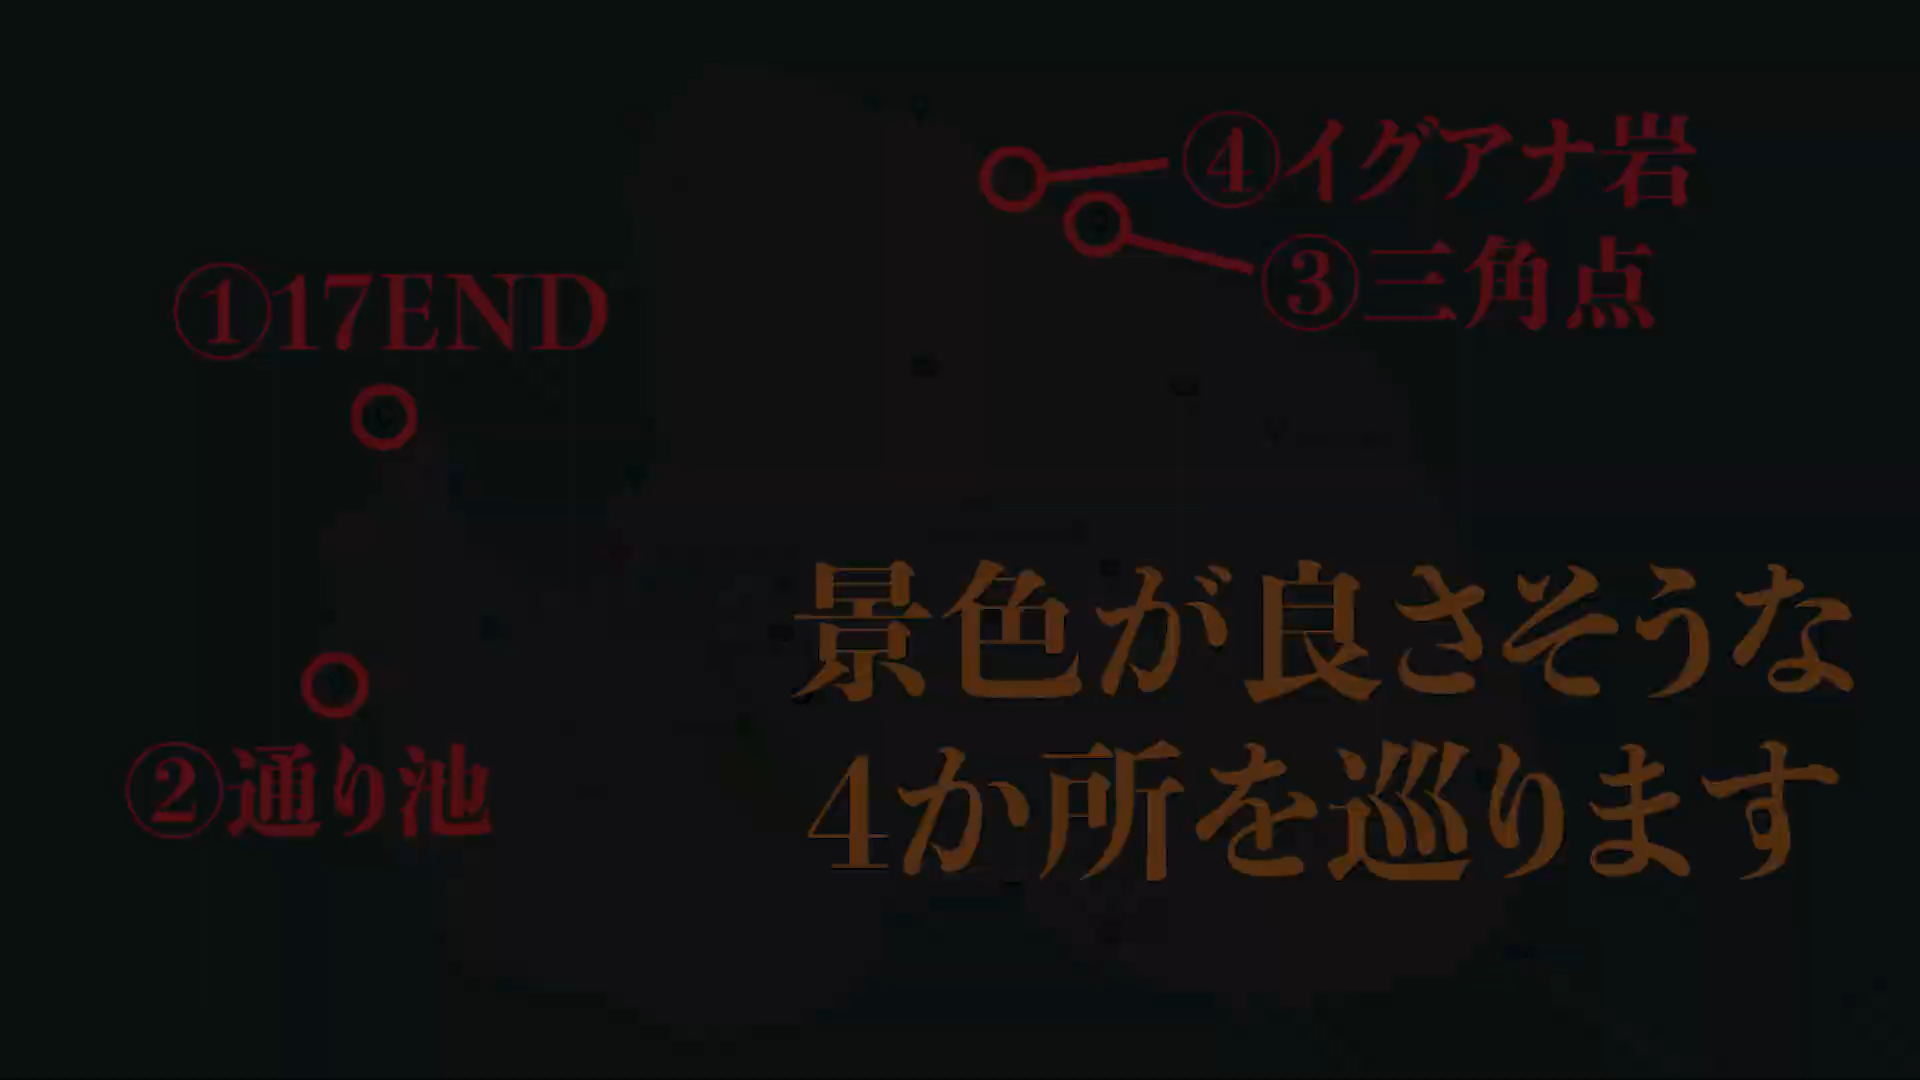 ④イグアナ岩
③三角点
①17END
②通り池
景色が良さそうな
4か所を巡ります